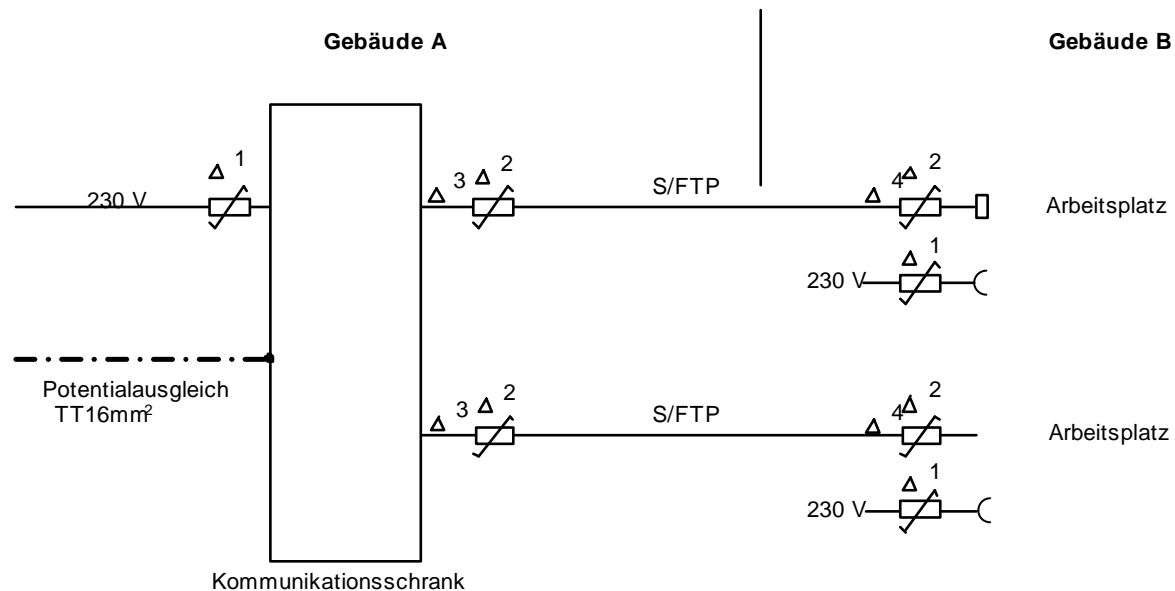 Gebäude A
Gebäude B
Δ 1
230 V
Δ 3 Δ 2
S/FTP
Δ 4 Δ 2
Arbeitsplatz
Δ 1
230 V
Potentialausgleich
TT16mm²
Δ 3 Δ 2
S/FTP
Δ 4 Δ 2
Arbeitsplatz
Δ 1
230 V
Kommunikationsschrank